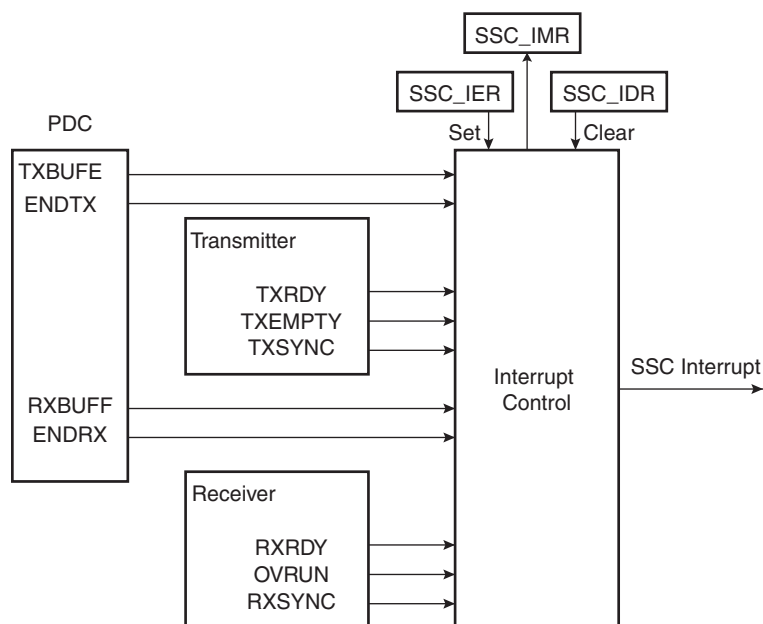 SSC_IMR
SSC_IER
SSC_IDR
PDC
Set
Clear
TXBUFE
ENDTX
Transmitter
TXRDY
TXEMPTY
TXSYNC
Interrupt
Control
SSC Interrupt
RXBUFF
ENDRX
Receiver
RXRDY
OVRUN
RXSYNC